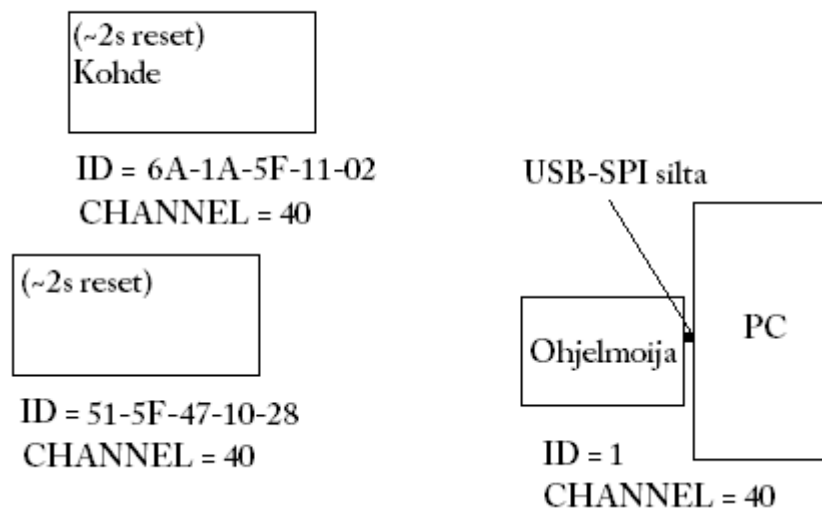 (~2s reset)
Kohde
ID = 6A-1A-5F-11-02
CHANNEL = 40
(~2s reset)
ID = 51-5F-47-10-28
CHANNEL = 40
USB-SPI silta
Ohjelmoija
PC
ID = 1
CHANNEL = 40